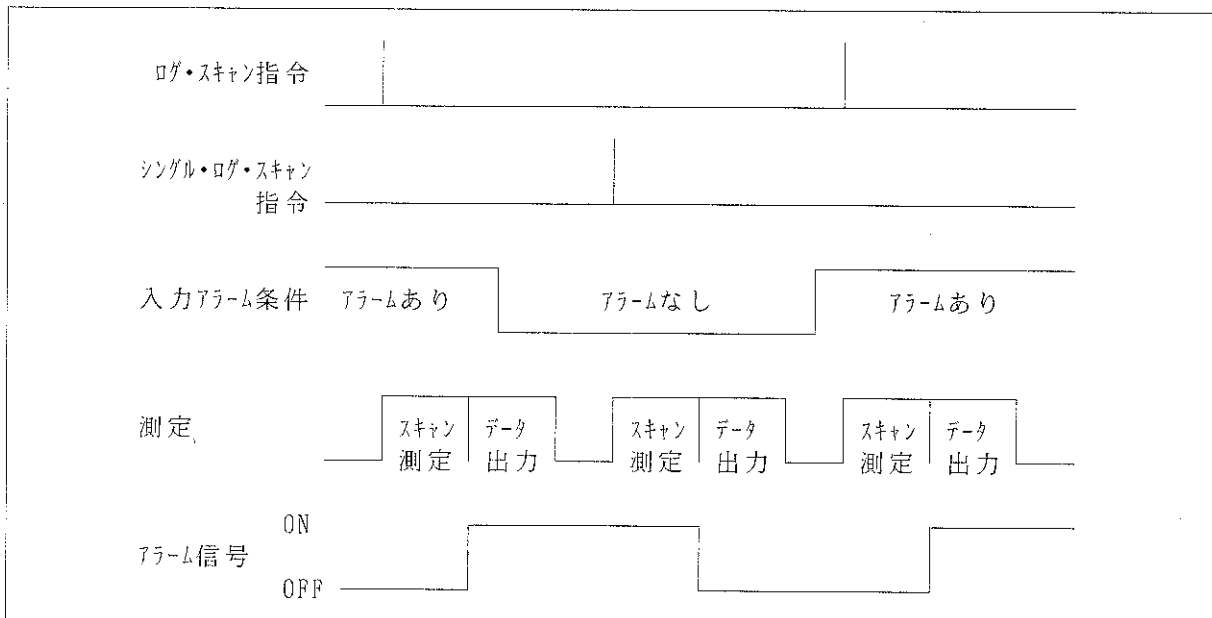 ログ・スキャン指令
シングル・ログ・スキャン
指令
入力アラーム条件
アラームあり
アラームなし
アラームあり
測定
スキャン
測定
データ
出力
スキャン
測定
データ
出力
スキャン
測定
データ
出力
アラーム信号
ON
OFF